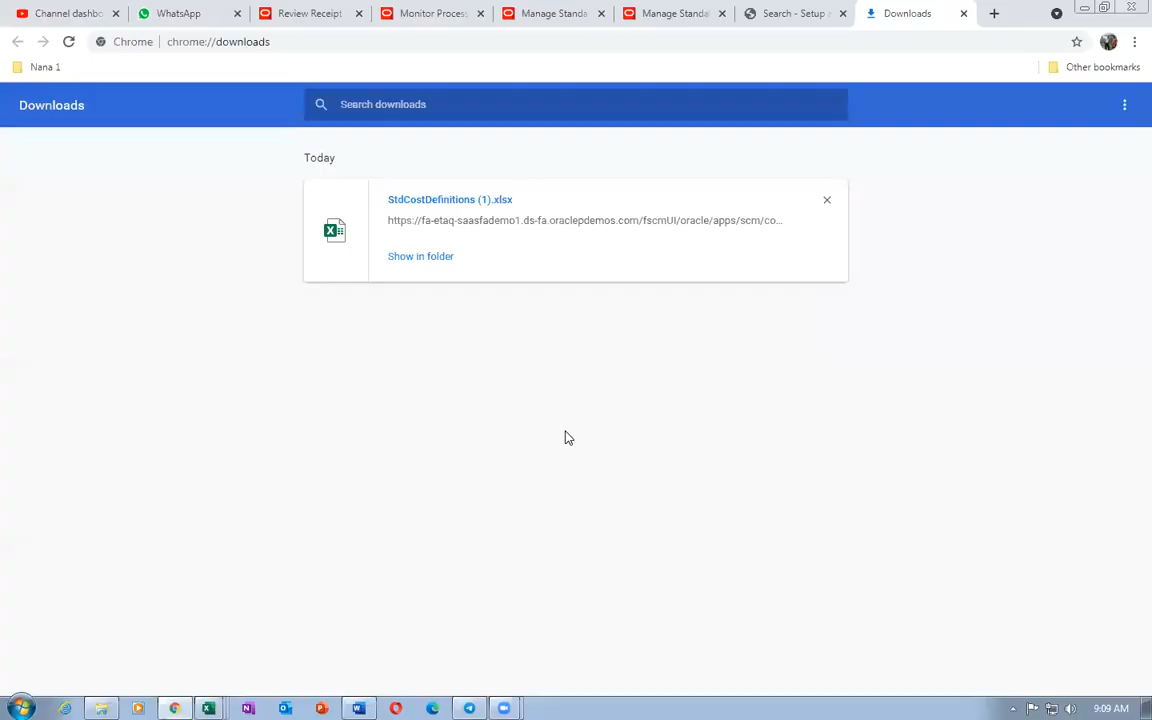 Channel dashbo
WhatsApp
Review Receipt
Monitor Process
Manage Standa
Manage Standa
Search - Setup
Downloads
Chrome
chrome://downloads
Nana 1
Other bookmarks
Downloads
Search downloads
Today
StdCostDefinitions (1).xlsx
https://fa-etaq-saasfademo1.ds-fa.oraclepdemos.com/fscmUI/oracle/apps/scm/co...
Show in folder
9:09 AM